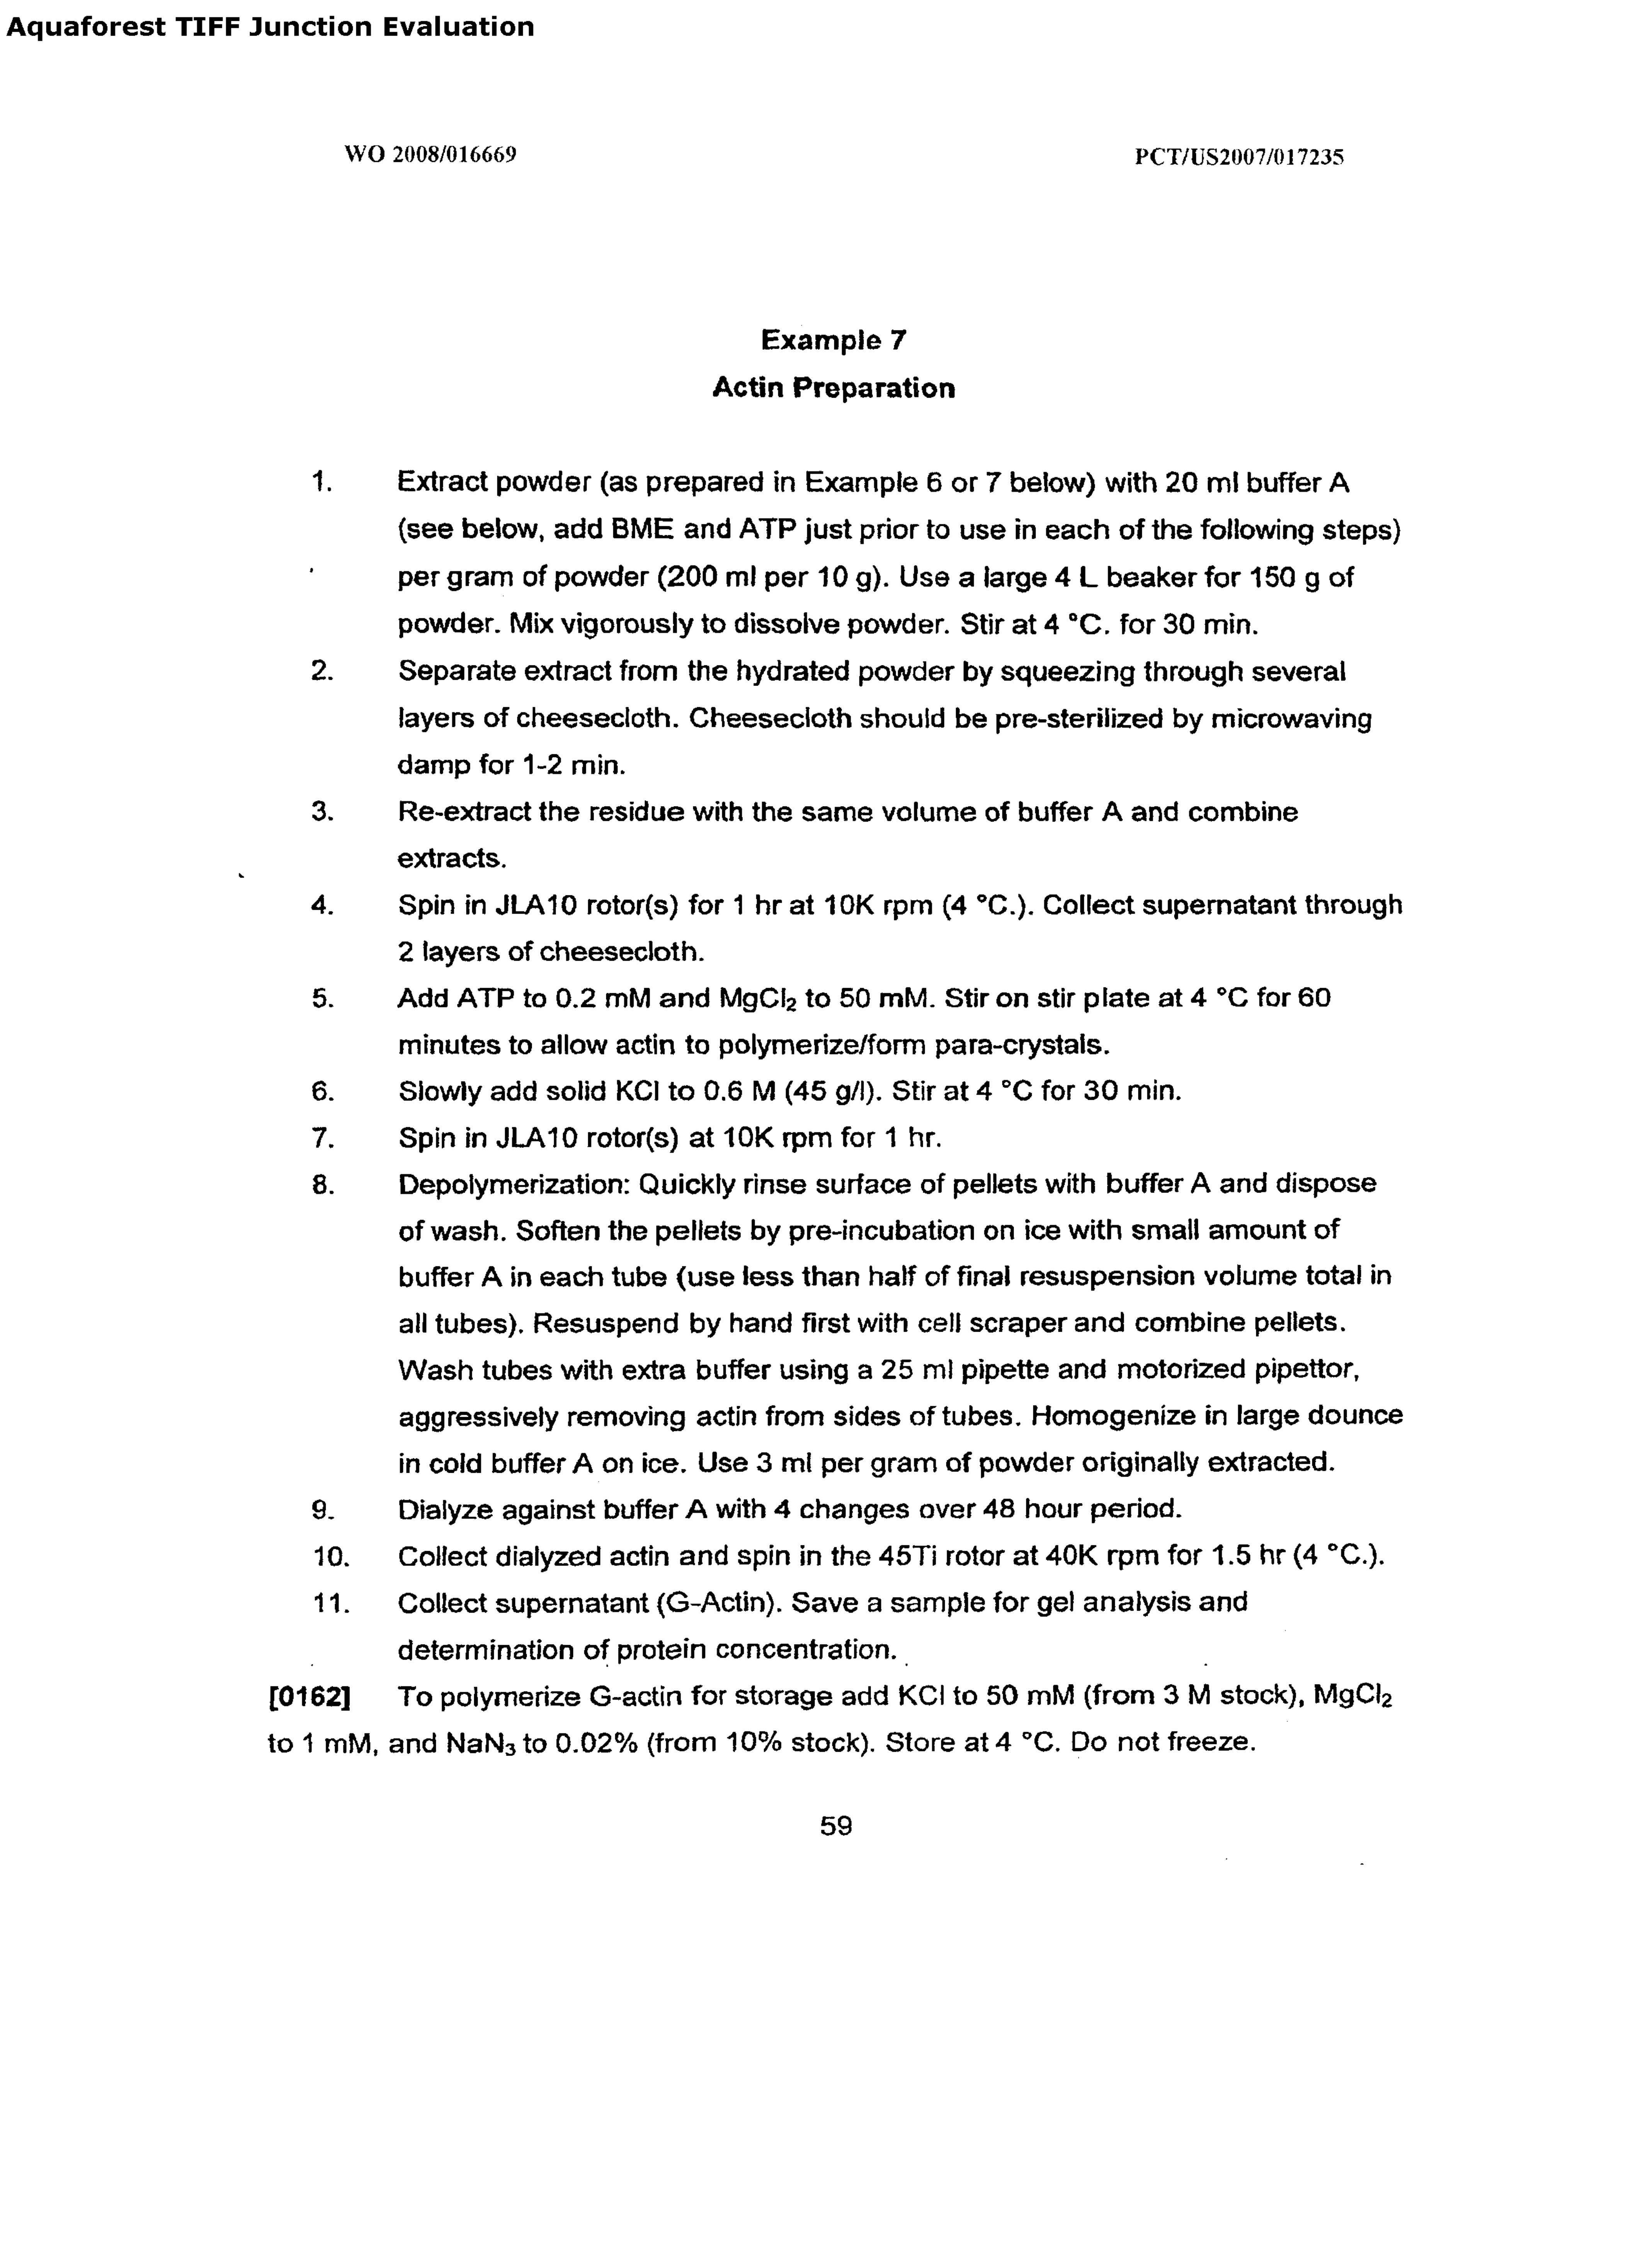 Aquaforest TIFF Junction Evaluation
WO 2008/016669 PCT/US2007/017235
Example 7
Actin Preparation
1. Extract powder (as prepared in Example 6 or 7 below) with 20 ml buffer A
(see below, add BME and ATP just prior to use in each of the following steps)
per gram of powder (200 ml per 10 g). Use a large 4 L beaker for 150 g of
powder. Mix vigorously to dissolve powder. Stir at 4 °C. for 30 min.
2. Separate extract from the hydrated powder by squeezing through several
layers of cheesecloth. Cheesecloth should be pre-sterilized by microwaving
damp for 1-2 min.
3. Re-extract the residue with the same volume of buffer A and combine
extracts.
4. Spin in JLA10 rotor(s) for 1 hr at 10K rpm (4 °C.). Collect supernatant through
2 layers of cheesecloth.
5. Add ATP to 0.2 mM and MgCl₂ to 50 mM. Stir on stir plate at 4 °C for 60
minutes to allow actin to polymerize/form para-crystals.
6. Slowly add solid KCl to 0.6 M (45 g/l). Stir at 4 °C for 30 min.
7. Spin in JLA10 rotor(s) at 10K rpm for 1 hr.
8. Depolymerization: Quickly rinse surface of pellets with buffer A and dispose
of wash. Soften the pellets by pre-incubation on ice with small amount of
buffer A in each tube (use less than half of final resuspension volume total in
all tubes). Resuspend by hand first with cell scraper and combine pellets.
Wash tubes with extra buffer using a 25 ml pipette and motorized pipettor,
aggressively removing actin from sides of tubes. Homogenize in large dounce
in cold buffer A on ice. Use 3 ml per gram of powder originally extracted.
9. Dialyze against buffer A with 4 changes over 48 hour period.
10. Collect dialyzed actin and spin in the 45Ti rotor at 40K rpm for 1.5 hr (4 °C.).
11. Collect supernatant (G-Actin). Save a sample for gel analysis and
determination of protein concentration.
[0162] To polymerize G-actin for storage add KCl to 50 mM (from 3 M stock), MgCl₂
to 1 mM, and NaN₃ to 0.02% (from 10% stock). Store at 4 °C. Do not freeze.
59